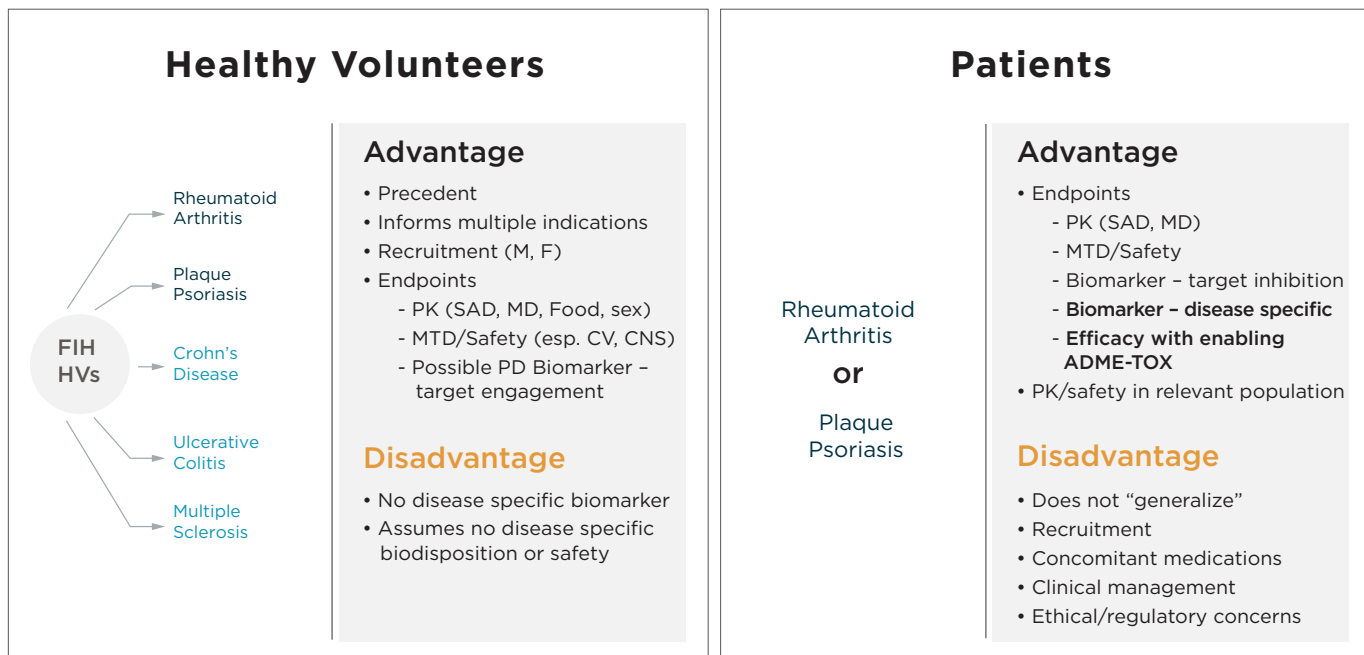 Healthy Volunteers
FIH
HVs
Rheumatoid
Arthritis
Plaque
Psoriasis
Crohn’s
Disease
Ulcerative
Colitis
Multiple
Sclerosis
Advantage
• Precedent
• Informs multiple indications
• Recruitment (M, F)
• Endpoints
- PK (SAD, MD, Food, sex)
- MTD/Safety (esp. CV, CNS)
- Possible PD Biomarker –
target engagement
Disadvantage
• No disease specific biomarker
• Assumes no disease specific
biodisposition or safety
Patients
Rheumatoid
Arthritis
or
Plaque
Psoriasis
Advantage
• Endpoints
- PK (SAD, MD)
- MTD/Safety
- Biomarker – target inhibition
- Biomarker – disease specific
- Efficacy with enabling
ADME-TOX
• PK/safety in relevant population
Disadvantage
• Does not “generalize”
• Recruitment
• Concomitant medications
• Clinical management
• Ethical/regulatory concerns